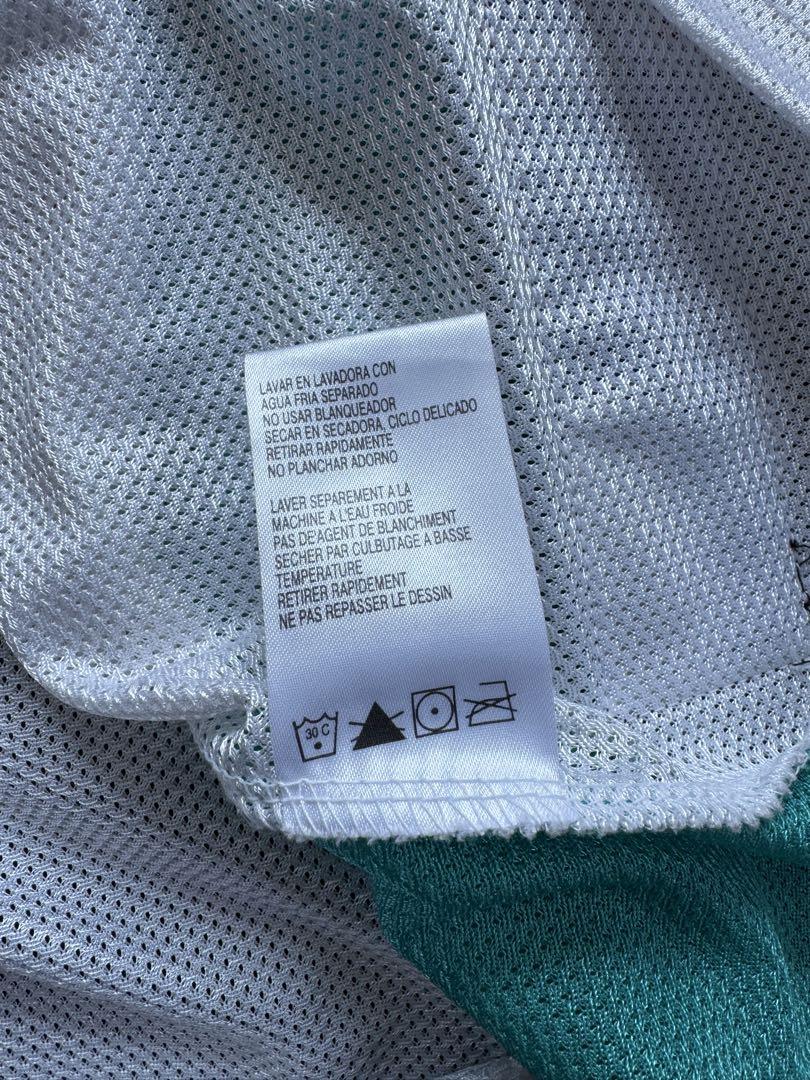 LAVAR EN LAVADORA CON
AGUA FRIA SEPARADO
NO USAR BLANQUEADOR
SECAR EN SECADORA, CICLO DELICADO
RETIRAR RAPIDAMENTE
NO PLANCHAR ADORNO
LAVER SEPAREMENT A LA
MACHINE A L'EAU FROIDE
PAS DE'AGENT DE BLANCHIMENT
SECHER PAR CULBUTAGE A BASSE
TEMPERATURE
RETIRER RAPIDEMENT
NE PAS REPASSER LE DESSIN
30 C